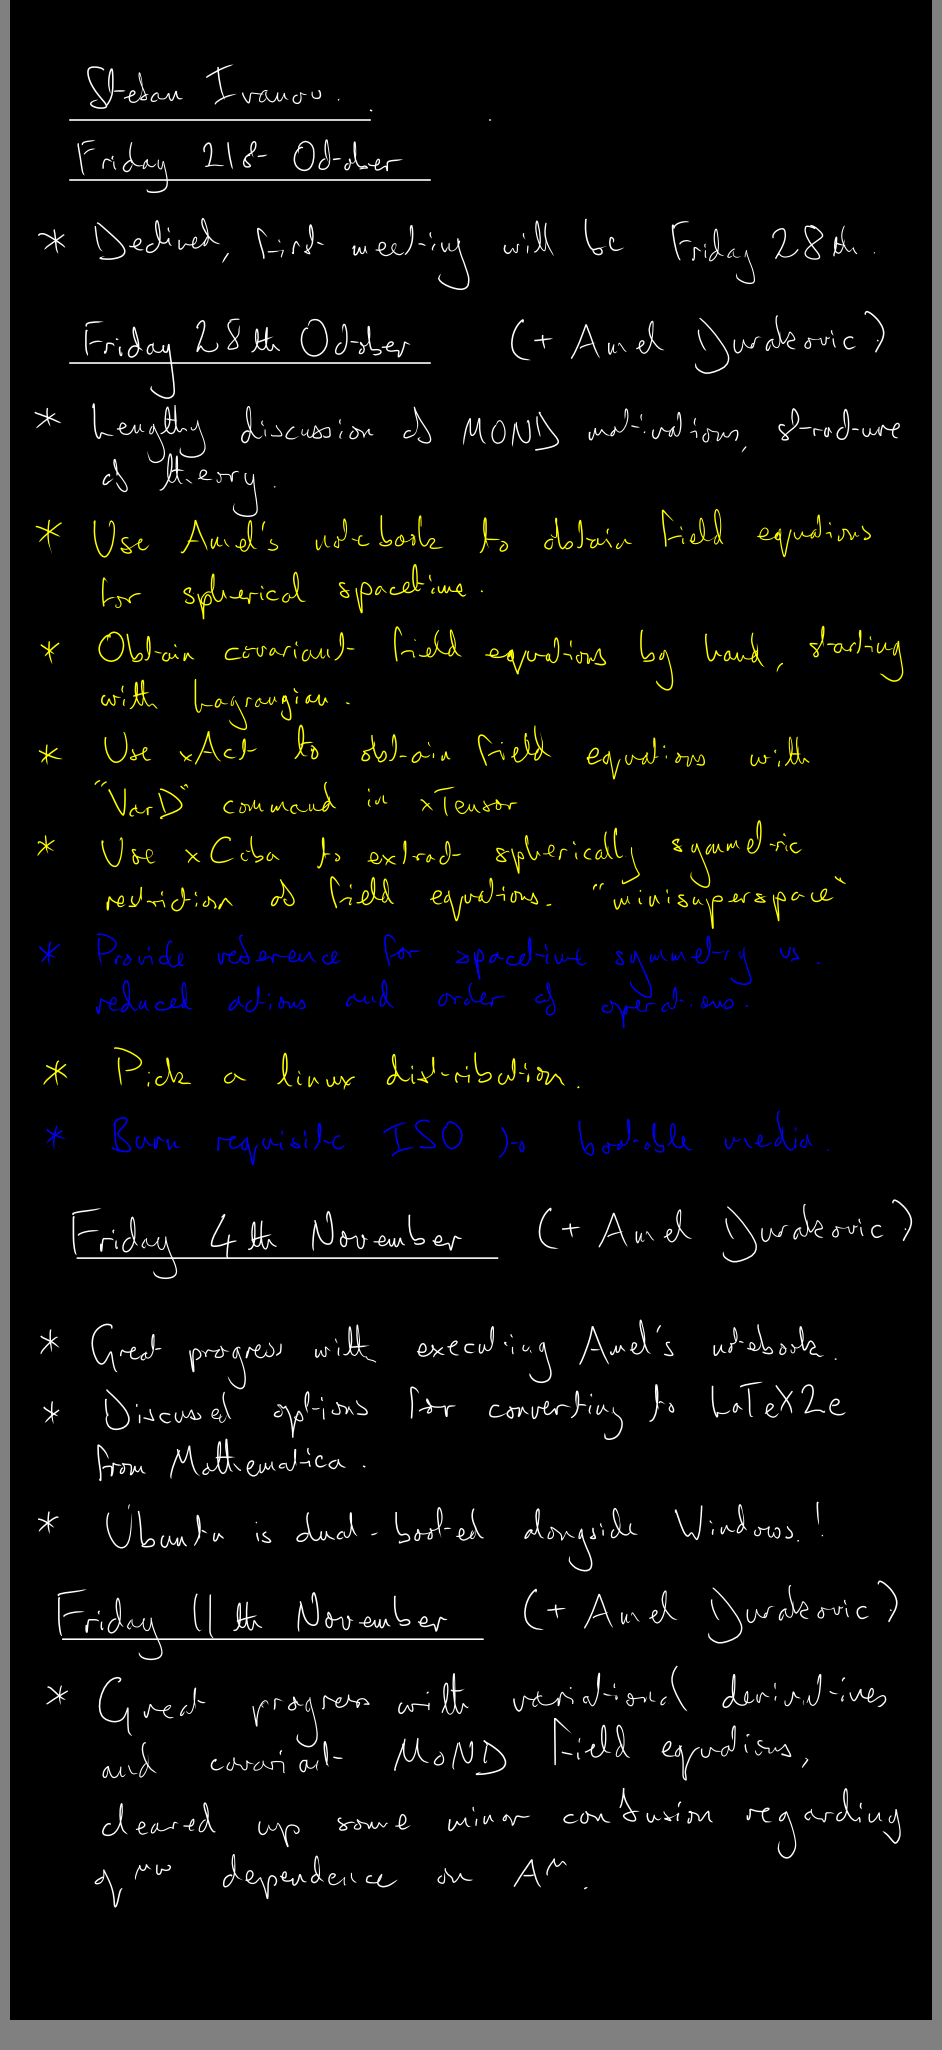 Stefan Ivanov.
Friday 21st October
* Declined, first meeting will be Friday 28th.
Friday 28th October (+ Amel Durakovic)
* Lengthy discussion of MOND motivations, structure
of theory.
* Use Amel's notebook to obtain field equations
for spherical spacetime.
* Obtain covariant field equations by hand, starting
with Lagrangian.
* Use xAct to obtain field equations with
"VarD" command in xTensor
* Use xCoba to extract spherically symmetric
restriction of field equations. "minisuperspace"
* Provide reference for spacetime symmetry vs.
reduced actions and order of operations.
* Pick a linux distribution.
* Burn requisite ISO to bootable media.
Friday 4th November (+ Amel Durakovic)
* Great progress with executing Amel's notebook.
* Discussed options for converting to LaTeX2e
from Mathematica.
* Ubuntu is dual-booted alongside Windows!
Friday 11th November (+ Amel Durakovic)
* Great progress with variational derivatives
and covariant MOND field equations,
cleared up some minor confusion regarding
q^μν dependence on A^μ.